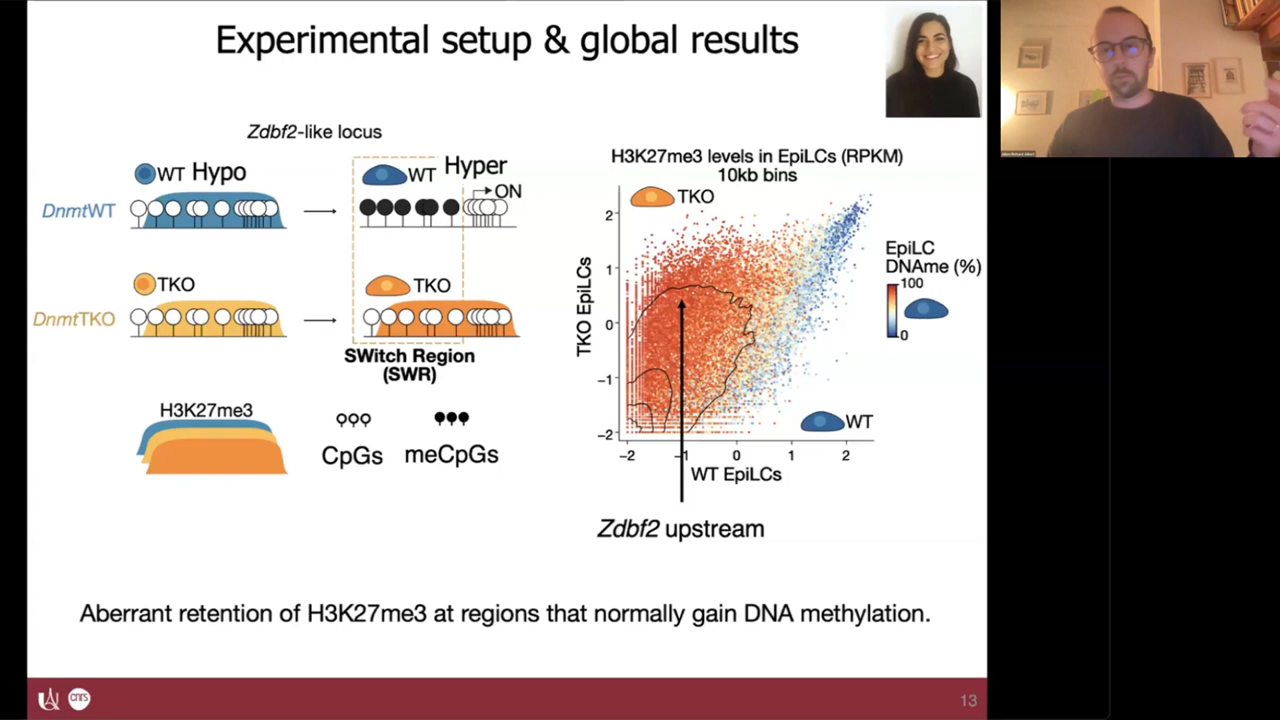 Experimental setup & global results
Zdbf2-like locus
WT Hypo
WT Hyper
ON
DnmtWT
TKO
TKO
DnmtTKO
SWitch Region
(SWR)
H3K27me3
CpGs
meCpGs
H3K27me3 levels in EpiLCs (RPKM)
10kb bins
TKO
2
1
0
−1
−2
TKO EpiLCs
−2
−1
0
1
2
WT EpiLCs
WT
EpiLC
DNAme (%)
100
0
Zdbf2 upstream
Aberrant retention of H3K27me3 at regions that normally gain DNA methylation.
cnrs
13